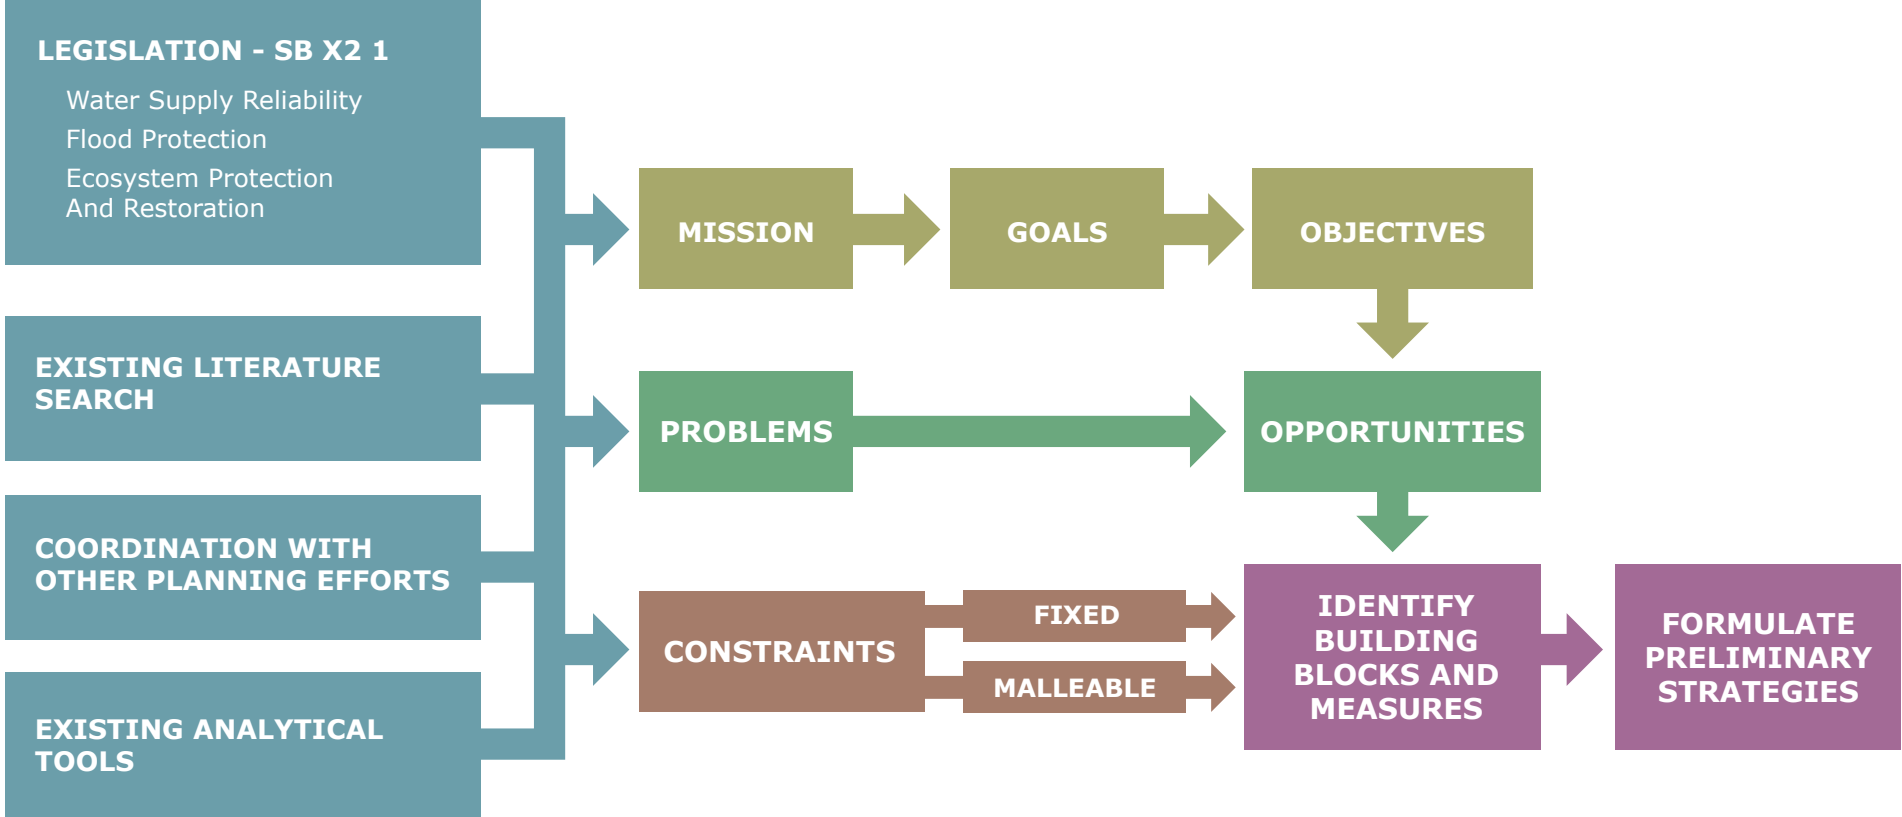 LEGISLATION - SB X2 1
Water Supply Reliability
Flood Protection
Ecosystem Protection
And Restoration
EXISTING LITERATURE
SEARCH
COORDINATION WITH
OTHER PLANNING EFFORTS
EXISTING ANALYTICAL
TOOLS
MISSION
GOALS
OBJECTIVES
PROBLEMS
OPPORTUNITIES
CONSTRAINTS
FIXED
MALLEABLE
IDENTIFY
BUILDING
BLOCKS AND
MEASURES
FORMULATE
PRELIMINARY
STRATEGIES